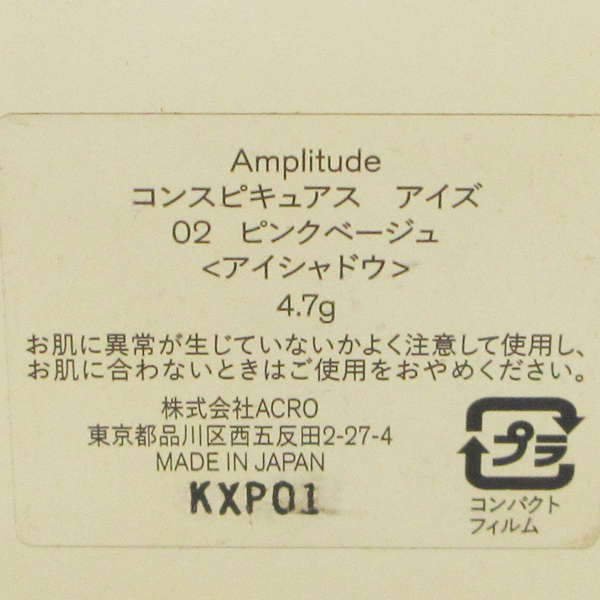 Amplitude
コンスピキュアス　アイズ
02　ピンクベージュ
<アイシャドウ>
4.7g
お肌に異常が生じていないかよく注意して使用し、
お肌に合わないときはご使用をおやめください。
株式会社ACRO
東京都品川区西五反田2-27-4
MADE IN JAPAN
KXP01
プラ
コンパクト
フィルム